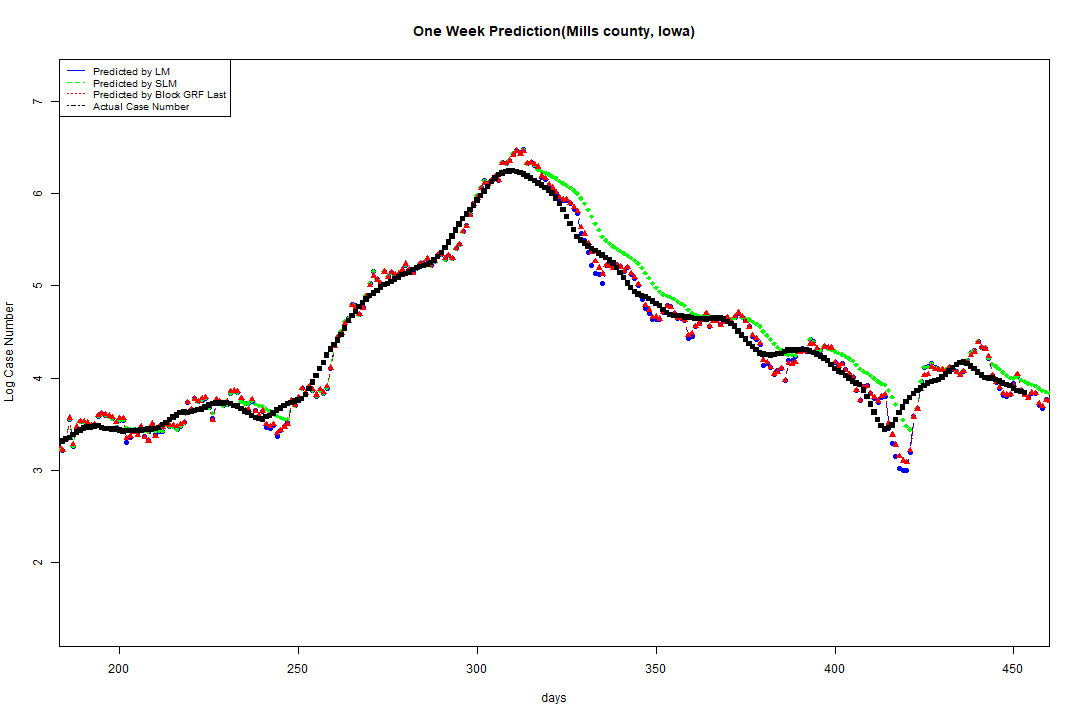 One Week Prediction(Mills county, Iowa)
Predicted by LM
Predicted by SLM
Predicted by Block GRF Last
Actual Case Number
7
6
5
4
3
2
Log Case Number
200 250 300 350 400 450
days